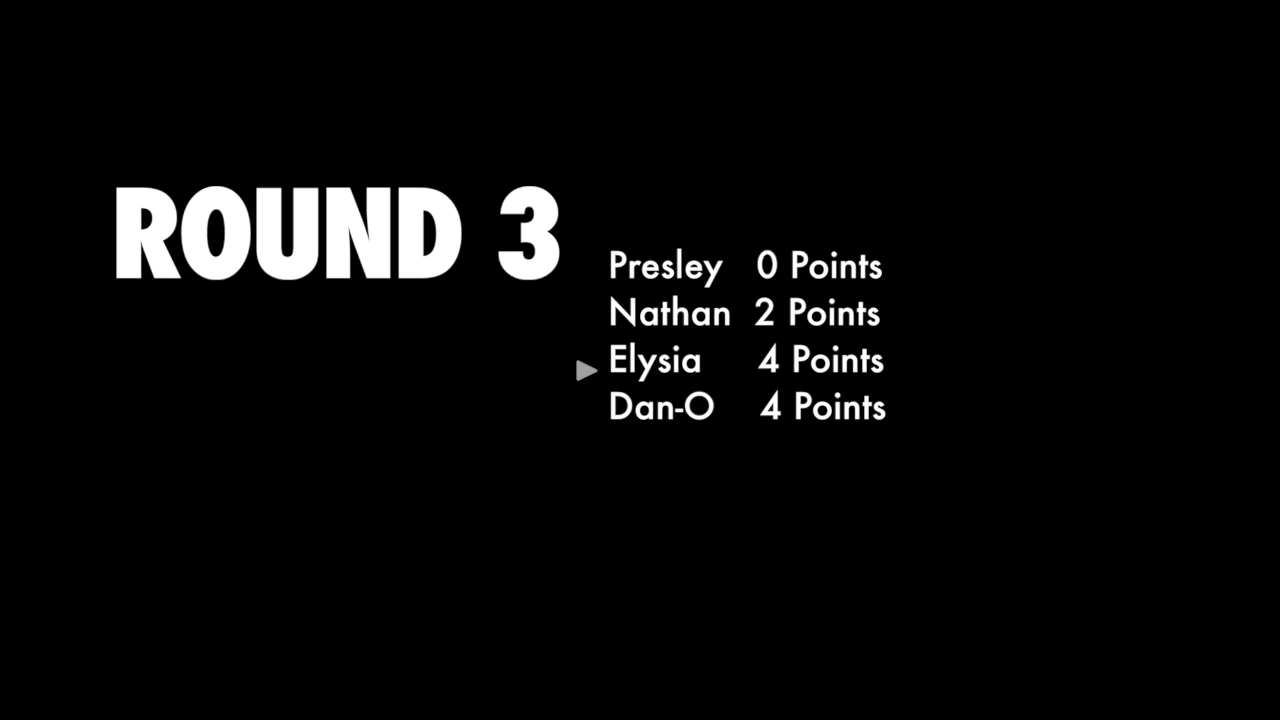 ROUND 3
Presley 0 Points
Nathan 2 Points
Elysia 4 Points
Dan-O 4 Points